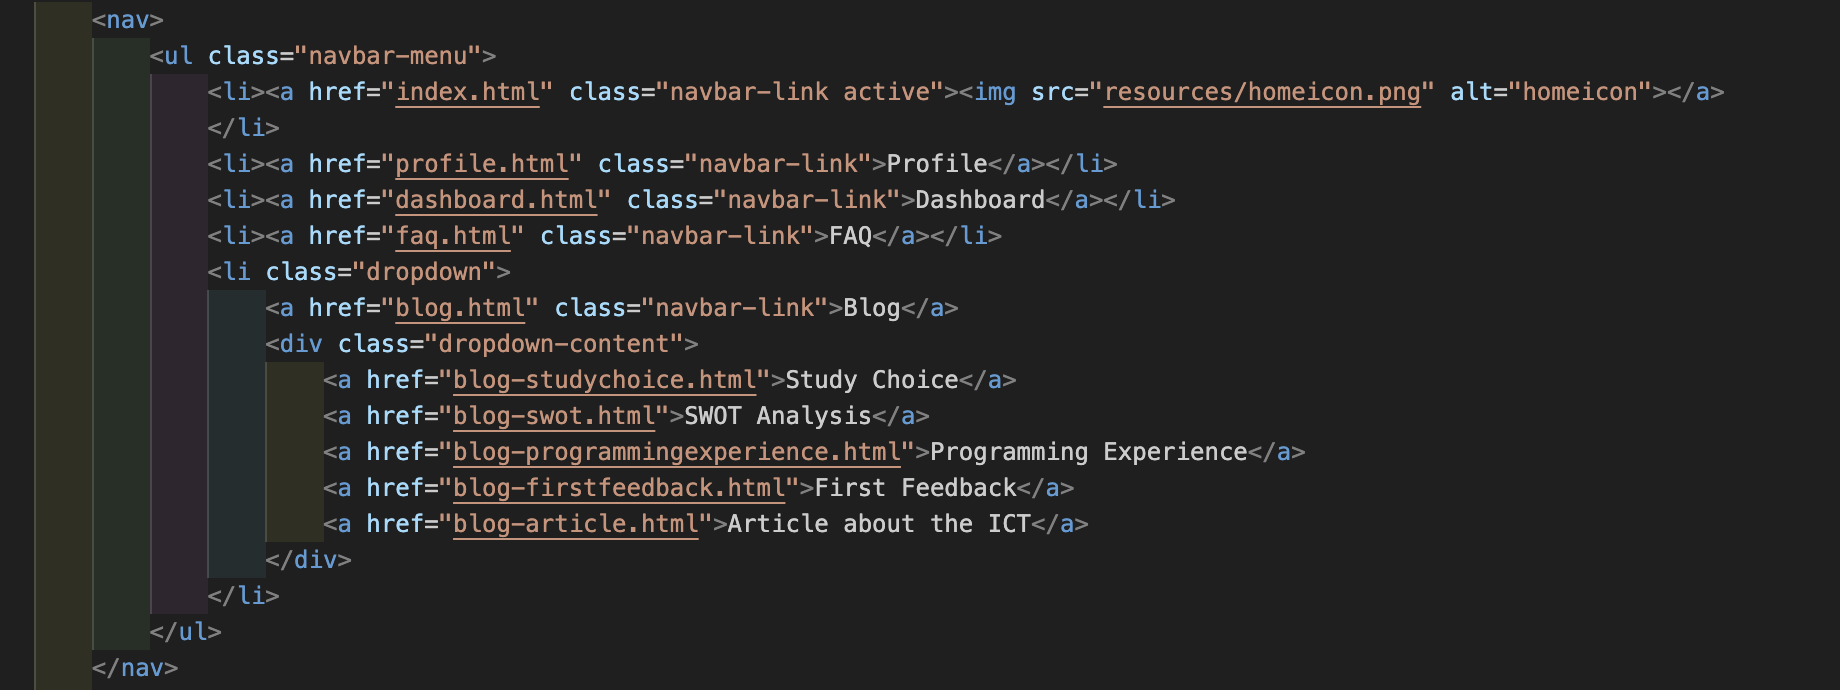 <nav>
<ul class="navbar-menu">
<li><a href="index.html" class="navbar-link active"><img src="resources/homeicon.png" alt="homeicon"></a>
</li>
<li><a href="profile.html" class="navbar-link">Profile</a></li>
<li><a href="dashboard.html" class="navbar-link">Dashboard</a></li>
<li><a href="faq.html" class="navbar-link">FAQ</a></li>
<li class="dropdown">
<a href="blog.html" class="navbar-link">Blog</a>
<div class="dropdown-content">
<a href="blog-studychoice.html">Study Choice</a>
<a href="blog-swot.html">SWOT Analysis</a>
<a href="blog-programmingexperience.html">Programming Experience</a>
<a href="blog-firstfeedback.html">First Feedback</a>
<a href="blog-article.html">Article about the ICT</a>
</div>
</li>
</ul>
</nav>